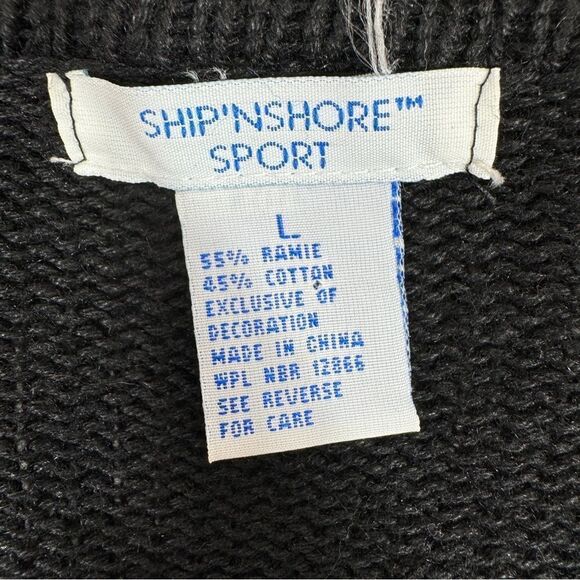 SHIP'NSHORE™
SPORT
L
55% RAMIE
45% COTTON
EXCLUSIVE OF
DECORATION
MADE IN CHINA
WPL NBR 12866
SEE REVERSE
FOR CARE